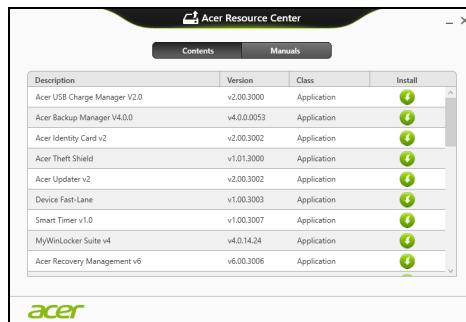 Acer Resource Center
Contents Manuals
Description Version Class Install
Acer USB Charge Manager V2.0 v2.00.3000 Application
Acer Backup Manager V4.0.0 v4.0.0.0053 Application
Acer Identity Card v2 v2.00.3002 Application
Acer Theft Shield v1.01.3000 Application
Acer Updater v2 v2.00.3002 Application
Device Fast-Lane v1.00.3003 Application
Smart Timer v1.0 v1.00.3007 Application
MyWinLocker Suite v4 v4.0.14.24 Application
Acer Recovery Management v6 v6.00.3006 Application
acer